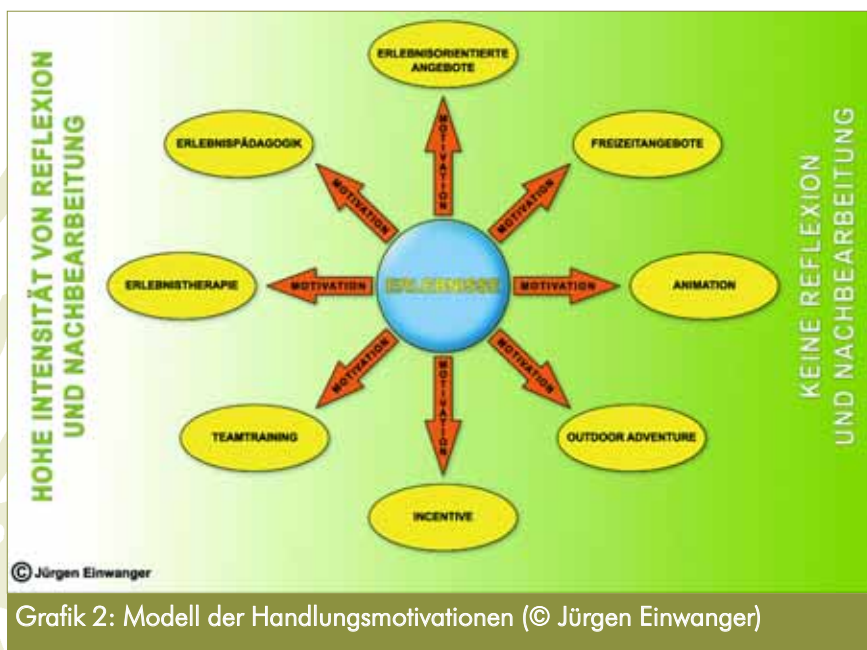 HOHE INTENSITÄT VON REFLEXION
UND NACHBEARBEITUNG
ERLEBNISORIENTIERTE
ANGEBOTE
ERLEBNISPÄDAGOGIK
FREIZEITANGEBOTE
MOTIVATION
MOTIVATION
MOTIVATION
ERLEBNISTHERAPIE
MOTIVATION
ERLEBNISSE
MOTIVATION
ANIMATION
MOTIVATION
MOTIVATION
MOTIVATION
TEAMTRAINING
OUTDOOR ADVENTURE
INCENTIVE
KEINE REFLEXION
UND NACHBEARBEITUNG
© Jürgen Einwanger
Grafik 2: Modell der Handlungsmotivationen (© Jürgen Einwanger)